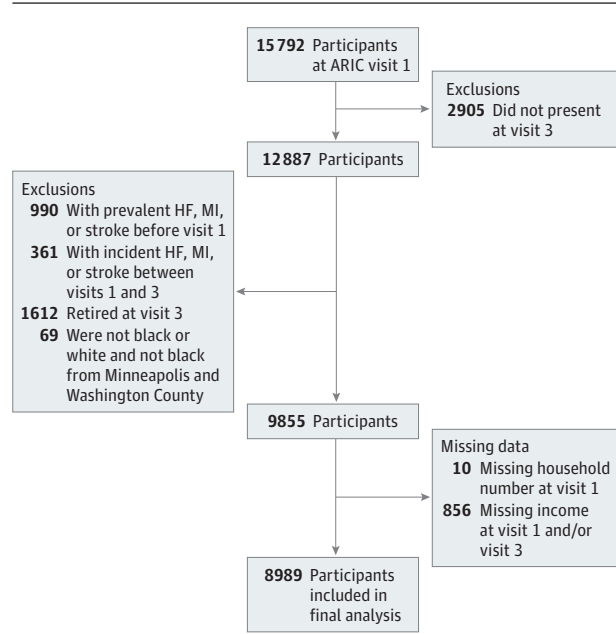 15 792 Participants
at ARIC visit 1
Exclusions
2905 Did not present
at visit 3
12 887 Participants
Exclusions
990 With prevalent HF, MI,
or stroke before visit 1
361 With incident HF, MI,
or stroke between
visits 1 and 3
1612 Retired at visit 3
69 Were not black or
white and not black
from Minneapolis and
Washington County
9855 Participants
Missing data
10 Missing household
number at visit 1
856 Missing income
at visit 1 and/or
visit 3
8989 Participants
included in
final analysis